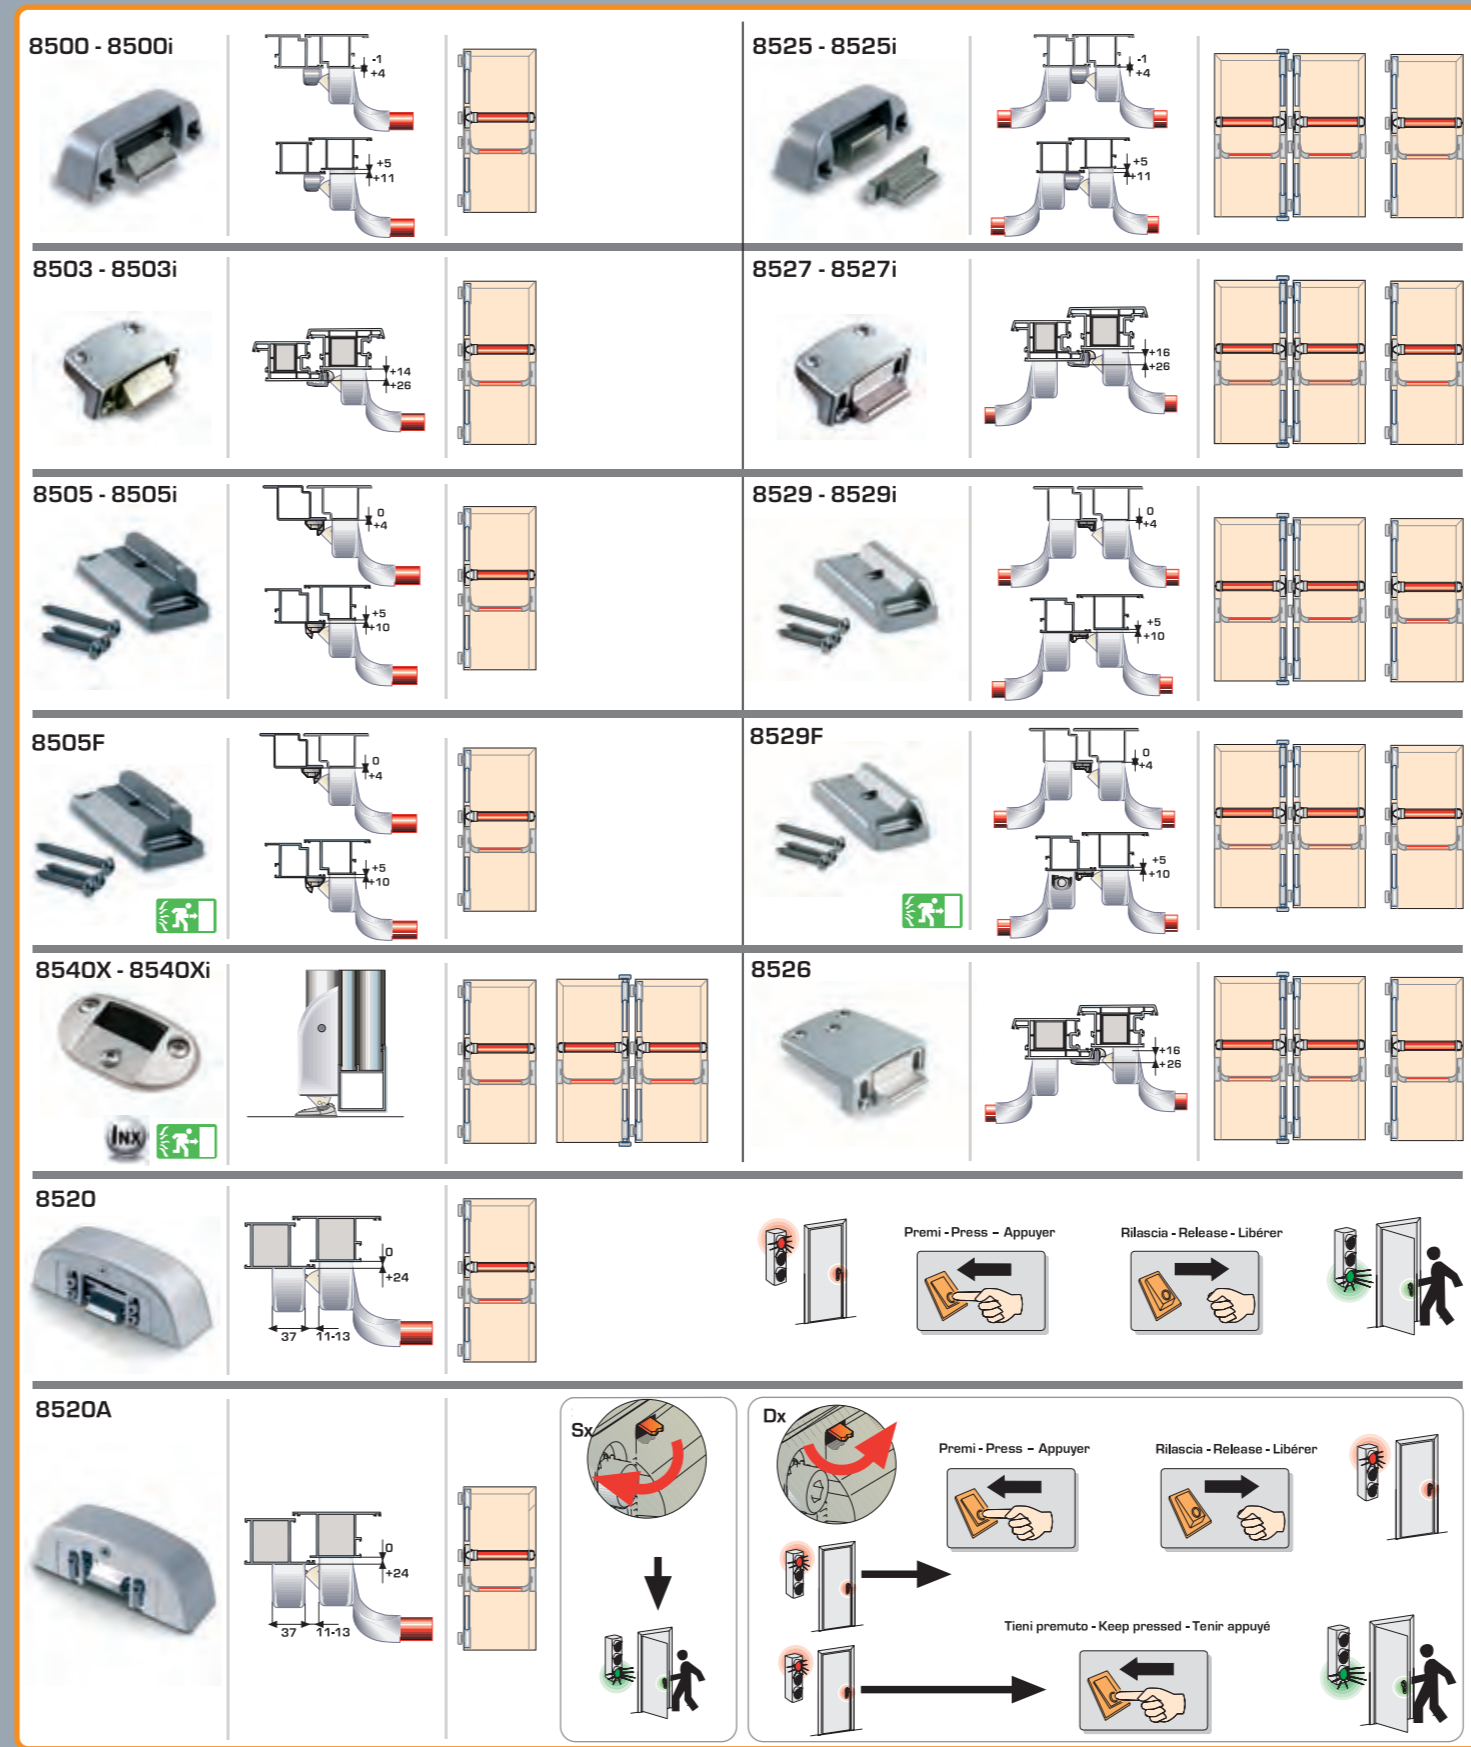 8500 - 8500i
-1
+4
+5
+11
8525 - 8525i
-1
+4
+5
+11
8503 - 8503i
+14
+26
8527 - 8527i
+16
+26
8505 - 8505i
0
+4
+5
+10
8529 - 8529i
0
+4
+5
+10
8505F
0
+4
+5
+10
8529F
0
+4
+5
+10
8540X - 8540Xi
INX
8526
+16
+26
8520
0
+24
37 11-13
Premi - Press - Appuyer
Rilascia - Release - Libérer
8520A
0
+24
37 11-13
Sx
Dx
Premi - Press - Appuyer
Rilascia - Release - Libérer
Tieni premuto - Keep pressed - Tenir appuyé